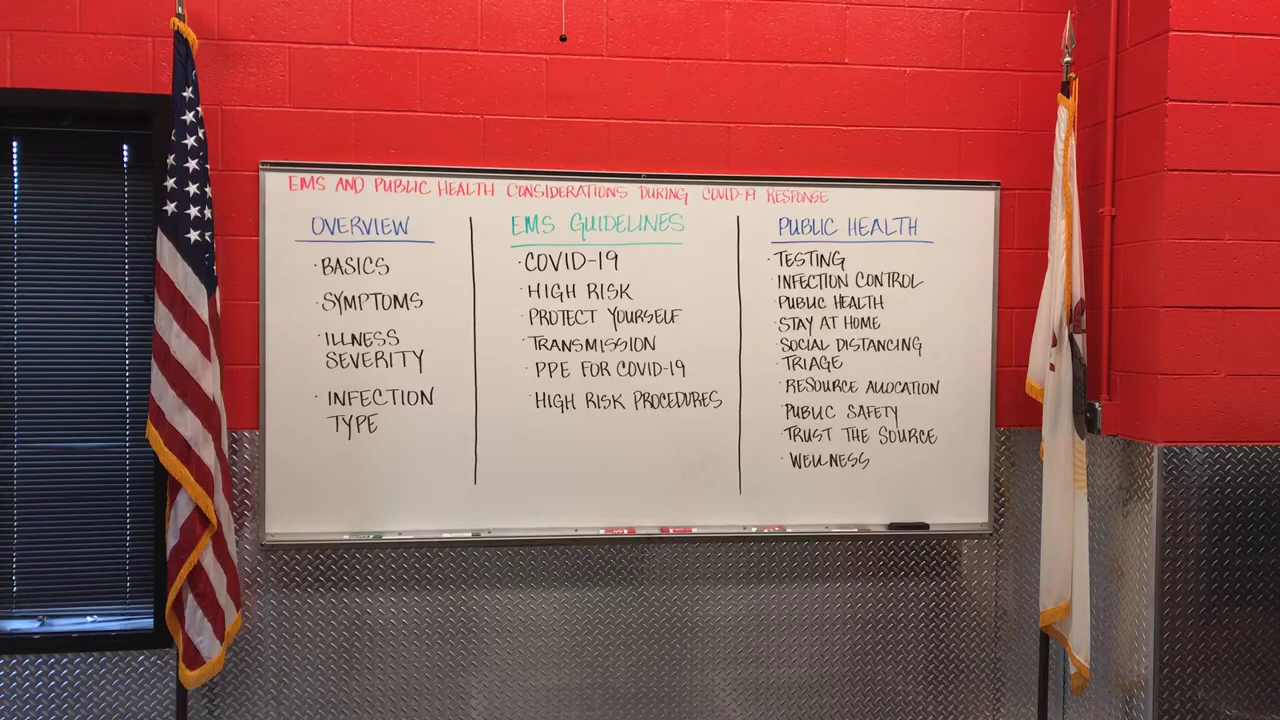 EMS AND PUBLIC HEALTH CONSIDERATIONS DURING COVID-19 RESPONSE
OVERVIEW
· BASICS
· SYMPTOMS
· ILLNESS
SEVERITY
· INFECTION
TYPE
EMS GUIDELINES
· COVID-19
· HIGH RISK
· PROTECT YOURSELF
· TRANSMISSION
· PPE FOR COVID-19
· HIGH RISK PROCEDURES
PUBLIC HEALTH
· TESTING
· INFECTION CONTROL
· PUBLIC HEALTH
· STAY AT HOME
· SOCIAL DISTANCING
· TRIAGE
· RESOURCE ALLOCATION
· PUBLIC SAFETY
· TRUST THE SOURCE
· WELLNESS